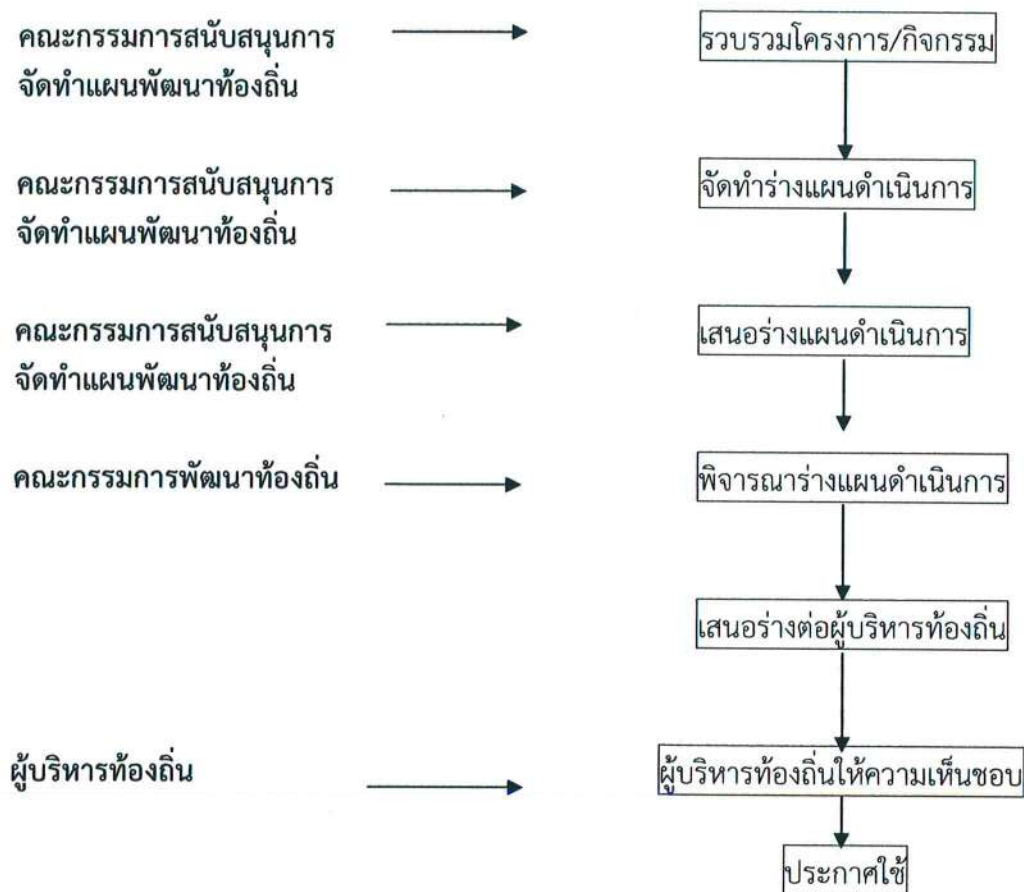 คณะกรรมการสนับสนุนการ
จัดทำแผนพัฒนาท้องถิ่น
รวบรวมโครงการ/กิจกรรม
คณะกรรมการสนับสนุนการ
จัดทำแผนพัฒนาท้องถิ่น
จัดทำร่างแผนดำเนินการ
คณะกรรมการสนับสนุนการ
จัดทำแผนพัฒนาท้องถิ่น
เสนอร่างแผนดำเนินการ
คณะกรรมการพัฒนาท้องถิ่น
พิจารณาร่างแผนดำเนินการ
เสนอร่างต่อผู้บริหารท้องถิ่น
ผู้บริหารท้องถิ่น
ผู้บริหารท้องถิ่นให้ความเห็นชอบ
ประกาศใช้